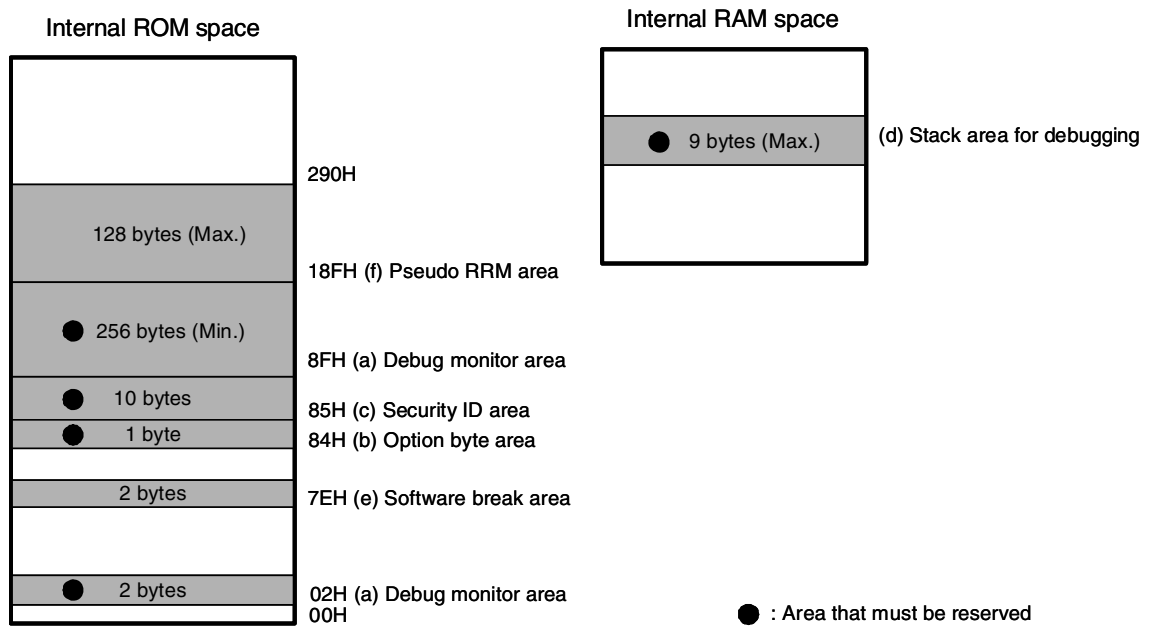 Internal ROM space
290H
128 bytes (Max.)
18FH (f) Pseudo RRM area
256 bytes (Min.)
8FH (a) Debug monitor area
10 bytes
85H (c) Security ID area
1 byte
84H (b) Option byte area
2 bytes
7EH (e) Software break area
2 bytes
02H (a) Debug monitor area
00H
Internal RAM space
9 bytes (Max.)
(d) Stack area for debugging
: Area that must be reserved